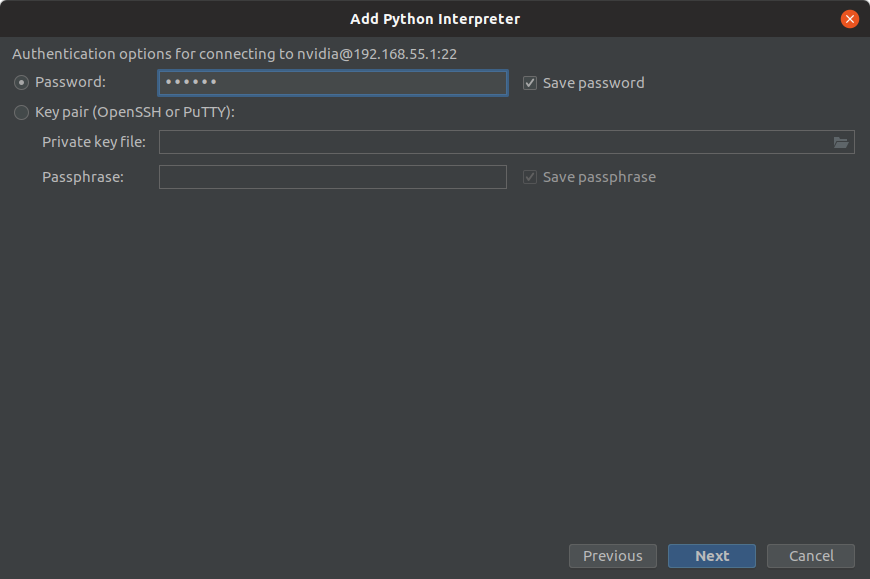 Add Python Interpreter
Authentication options for connecting to nvidia@192.168.55.1:22
Password: •••••• Save password
Key pair (OpenSSH or PuTTY):
Private key file:
Passphrase: Save passphrase
Previous Next Cancel